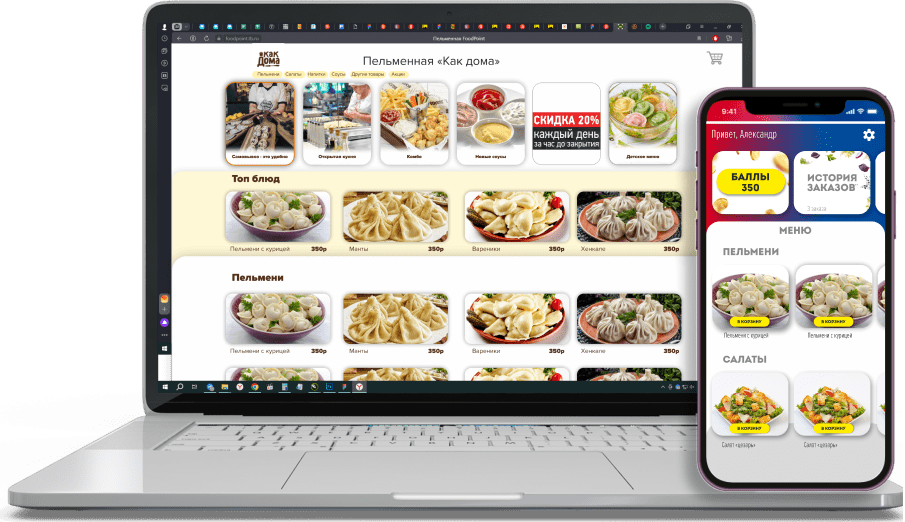 foodpoint.tb.ru
Пельменная FoodPoint
как дома
Пельменная «Как дома»
Пельмени Салаты Напитки Соусы Другие товары Акции
Самовывоз - это удобно
Открытая кухня
Комбо
Новые соусы
СКИДКА 20%
каждый день
за час до закрытия
Детское меню
Топ блюд
Пельмени с курицей 350р
Манты 350р
Вареники 350р
Хенкале 350р
Пельмени
Пельмени с курицей 350р
Манты 350р
Вареники 350р
Хенкале 350р
9:41
Привет, Александр
БАЛЛЫ
350
ИСТОРИЯ
ЗАКАЗОВ
3 заказа
МЕНЮ
ПЕЛЬМЕНИ
В КОРЗИНУ
В КОРЗИНУ
Пельмени с курицей
Пельмени с курицей
САЛАТЫ
В КОРЗИНУ
В КОРЗИНУ
Салат «цезарь»
Салат «цезарь»